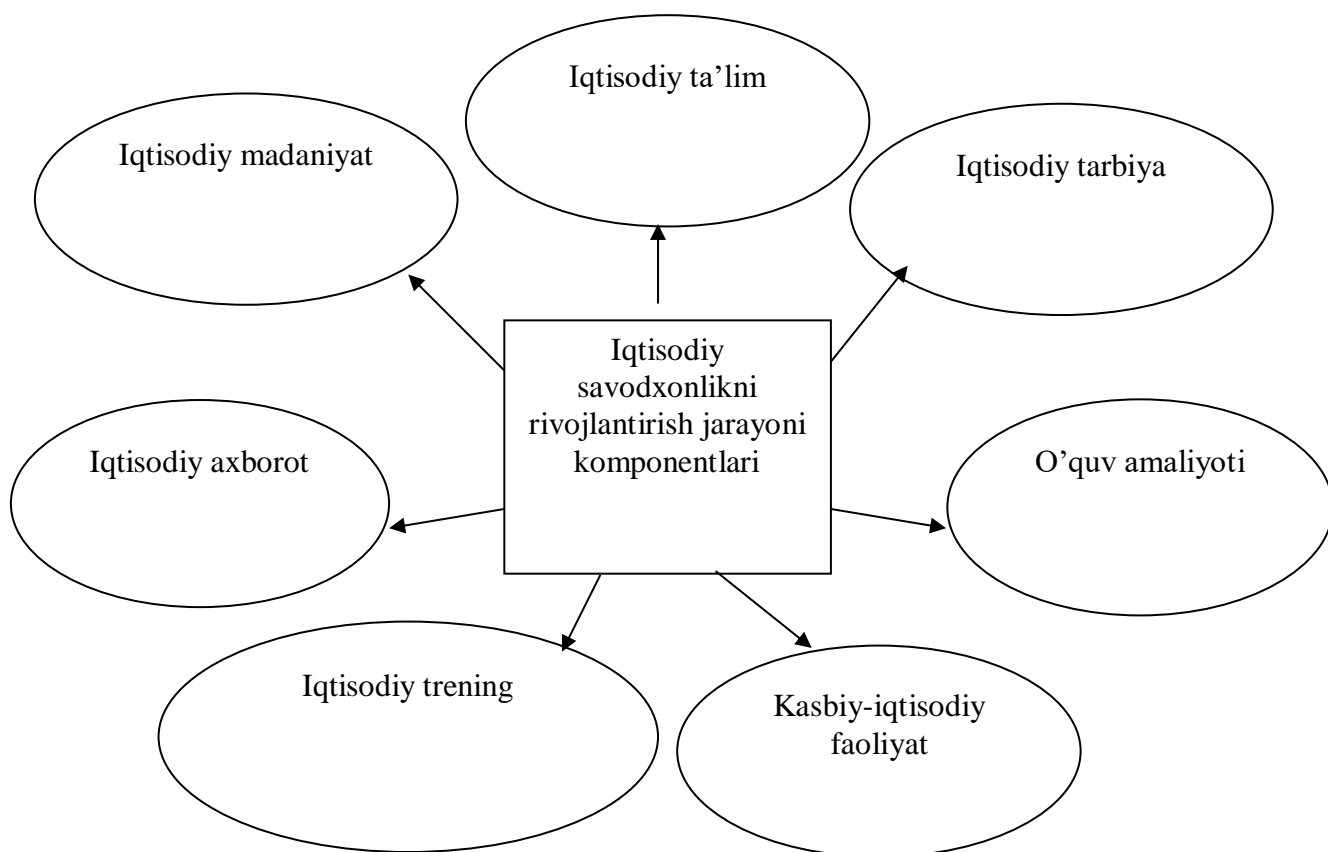 Iqtisodiy ta’lim
Iqtisodiy madaniyat
Iqtisodiy tarbiya
Iqtisodiy
savodxonlikni
rivojlantirish jarayoni
komponentlari
Iqtisodiy axborot
O’quv amaliyoti
Iqtisodiy trening
Kasbiy-iqtisodiy
faoliyat